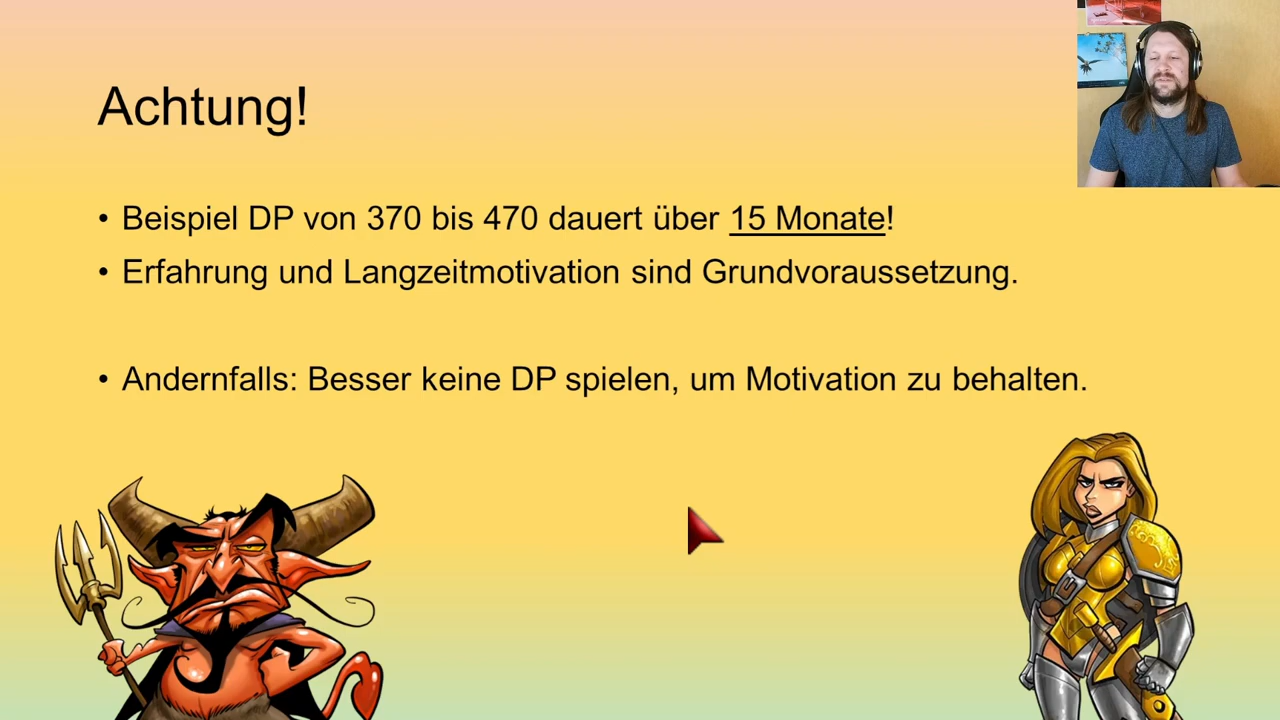 Achtung!
• Beispiel DP von 370 bis 470 dauert über 15 Monate!
• Erfahrung und Langzeitmotivation sind Grundvoraussetzung.
• Andernfalls: Besser keine DP spielen, um Motivation zu behalten.